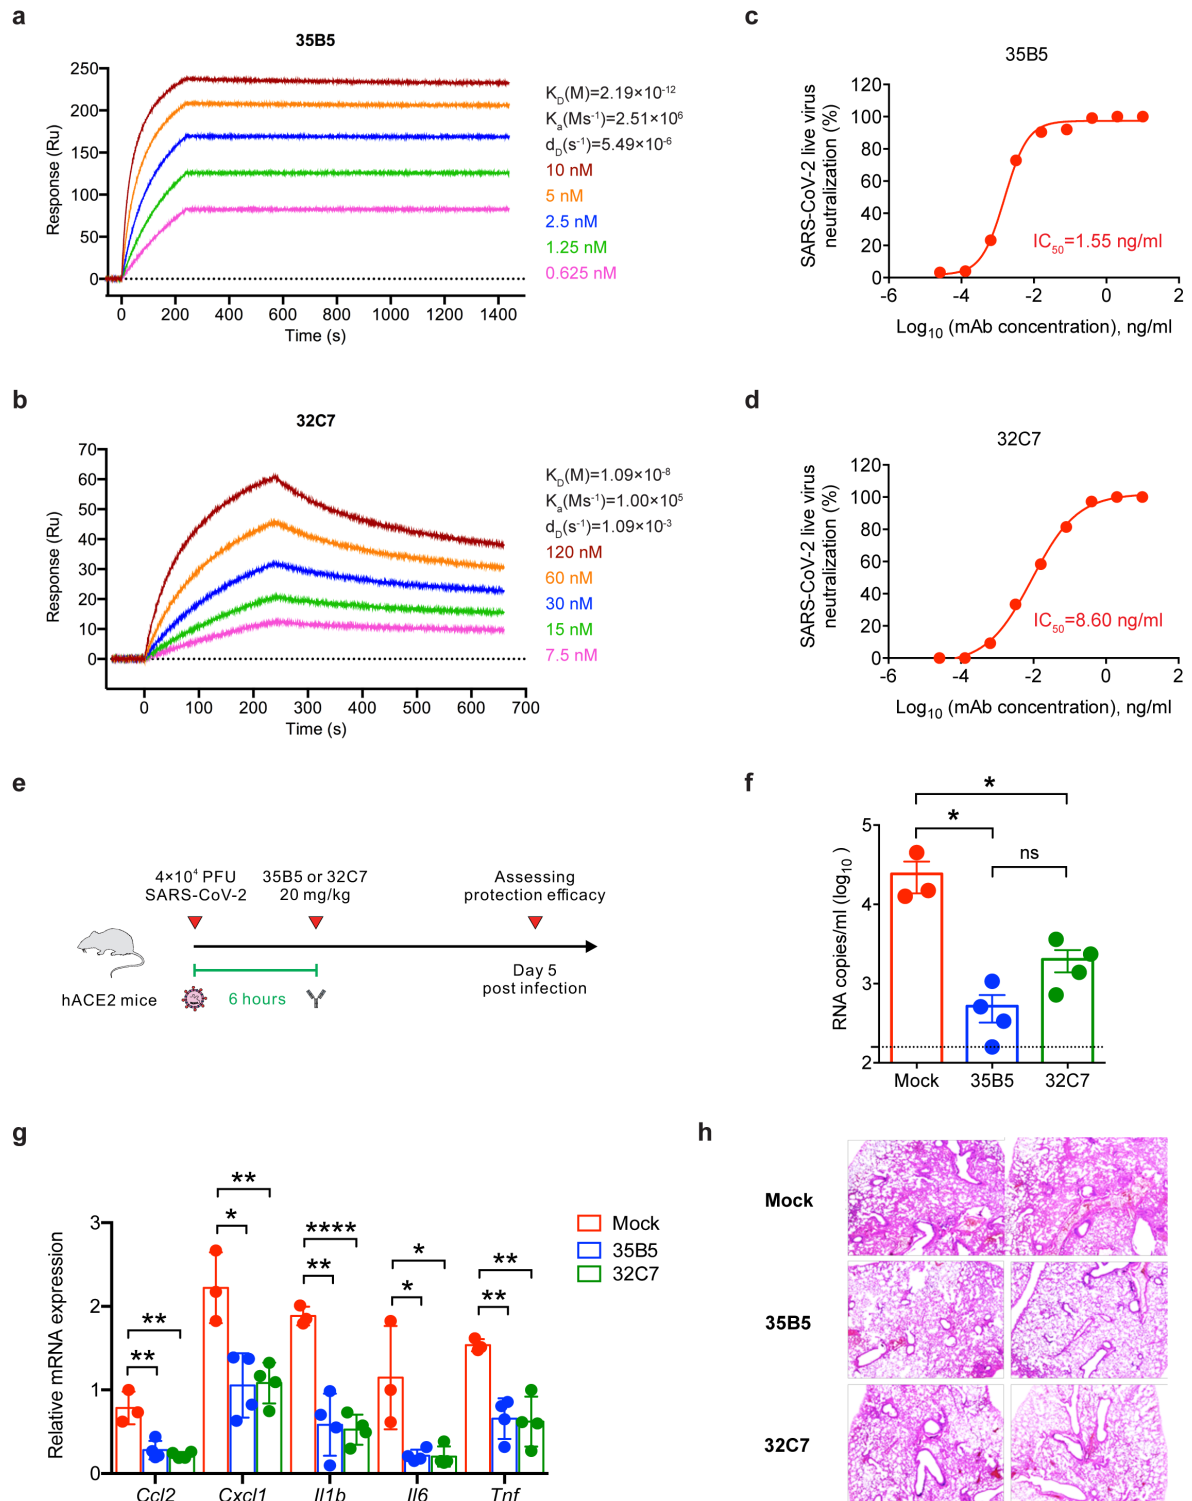 a
35B5
Response (Ru)
250
200
150
100
50
0
0 200 400 600 800 1000 1200 1400
Time (s)
K_D(M)=2.19×10⁻¹²
K_a(Ms⁻¹)=2.51×10⁶
d_D(s⁻¹)=5.49×10⁻⁶
10 nM
5 nM
2.5 nM
1.25 nM
0.625 nM
c
35B5
SARS-CoV-2 live virus
neutralization (%)
120
100
80
60
40
20
0
-6 -4 -2 0 2
IC₅₀=1.55 ng/ml
Log₁₀ (mAb concentration), ng/ml
b
32C7
Response (Ru)
70
60
50
40
30
20
10
0
0 100 200 300 400 500 600 700
Time (s)
K_D(M)=1.09×10⁻⁸
K_a(Ms⁻¹)=1.00×10⁵
d_D(s⁻¹)=1.09×10⁻³
120 nM
60 nM
30 nM
15 nM
7.5 nM
d
32C7
SARS-CoV-2 live virus
neutralization (%)
120
100
80
60
40
20
0
-6 -4 -2 0 2
IC₅₀=8.60 ng/ml
Log₁₀ (mAb concentration), ng/ml
e
4×10⁴ PFU
SARS-CoV-2
35B5 or 32C7
20 mg/kg
Assessing
protection efficacy
hACE2 mice
6 hours
Day 5
post infection
f
RNA copies/ml (log₁₀)
5
4
3
2
*
*
ns
Mock 35B5 32C7
g
Relative mRNA expression
3
2
1
0
**
**
**
*
****
**
*
*
**
**
Ccl2 Cxcl1 Il1b Il6 Tnf
Mock
35B5
32C7
h
Mock
35B5
32C7